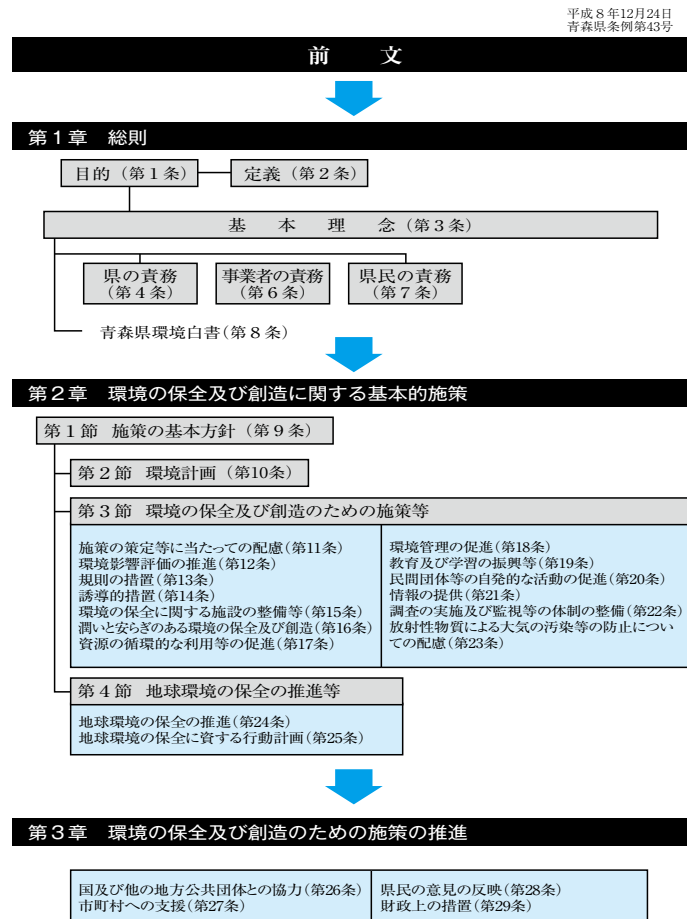 平成８年12月24日
青森県条例第43号
前　文
第１章　総則
目的（第１条）
定義（第２条）
基　本　理　念（第３条）
県の責務
（第４条）
事業者の責務
（第６条）
県民の責務
（第７条）
青森県環境白書（第８条）
第２章　環境の保全及び創造に関する基本的施策
第１節　施策の基本方針（第９条）
第２節　環境計画（第10条）
第３節　環境の保全及び創造のための施策等
施策の策定等に当たっての配慮（第11条）
環境影響評価の推進（第12条）
規則の措置（第13条）
誘導的措置（第14条）
環境の保全に関する施設の整備等（第15条）
潤いと安らぎのある環境の保全及び創造（第16条）
資源の循環的な利用等の促進（第17条）
環境管理の促進（第18条）
教育及び学習の振興等（第19条）
民間団体等の自発的な活動の促進（第20条）
情報の提供（第21条）
調査の実施及び監視等の体制の整備（第22条）
放射性物質による大気の汚染等の防止につい
ての配慮（第23条）
第４節　地球環境の保全の推進等
地球環境の保全の推進（第24条）
地球環境の保全に資する行動計画（第25条）
第３章　環境の保全及び創造のための施策の推進
国及び他の地方公共団体との協力（第26条）
市町村への支援（第27条）
県民の意見の反映（第28条）
財政上の措置（第29条）